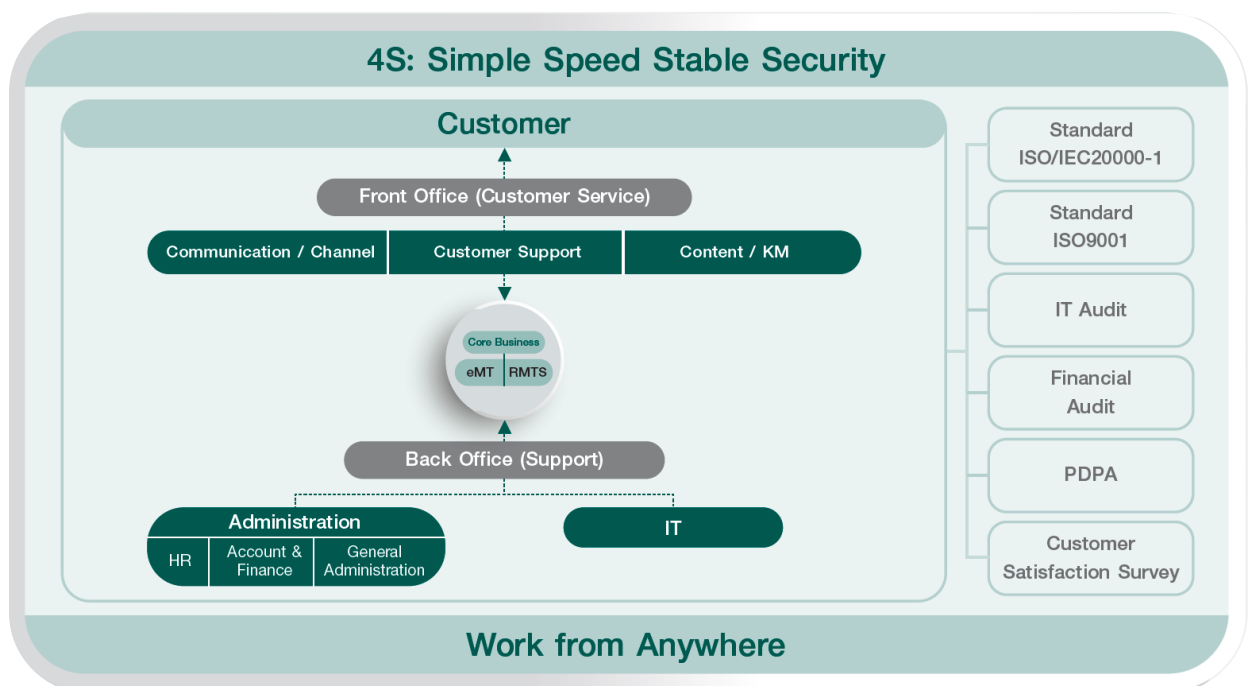 4S: Simple Speed Stable Security
Customer
Front Office (Customer Service)
Communication / Channel
Customer Support
Content / KM
Core Business
eMT
RMTS
Back Office (Support)
Administration
HR
Account &
Finance
General
Administration
IT
Standard
ISO/IEC20000-1
Standard
ISO9001
IT Audit
Financial
Audit
PDPA
Customer
Satisfaction Survey
Work from Anywhere